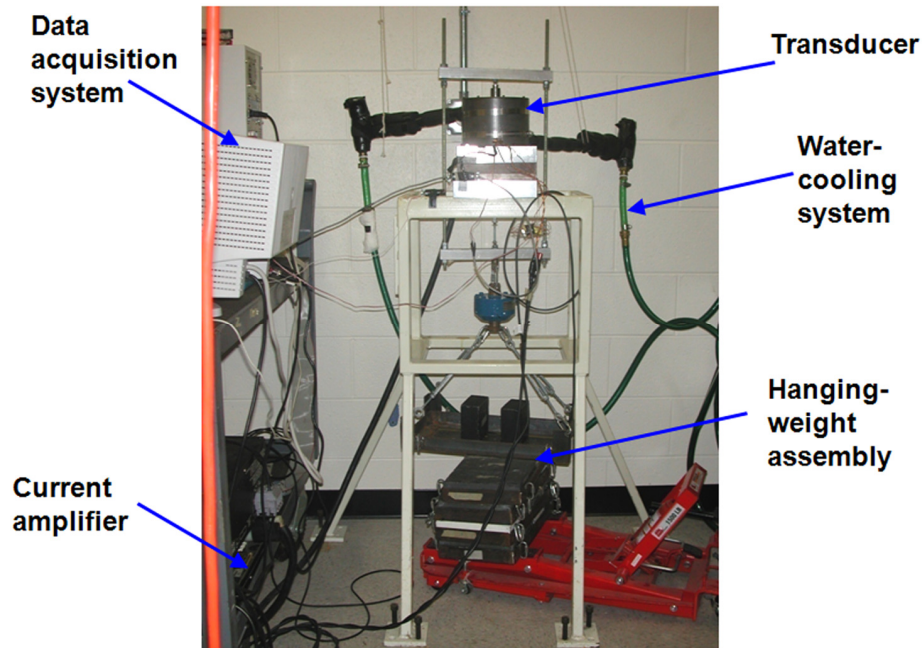 Data
acquisition
system
Transducer
Water-
cooling
system
Hanging-
weight
assembly
Current
amplifier